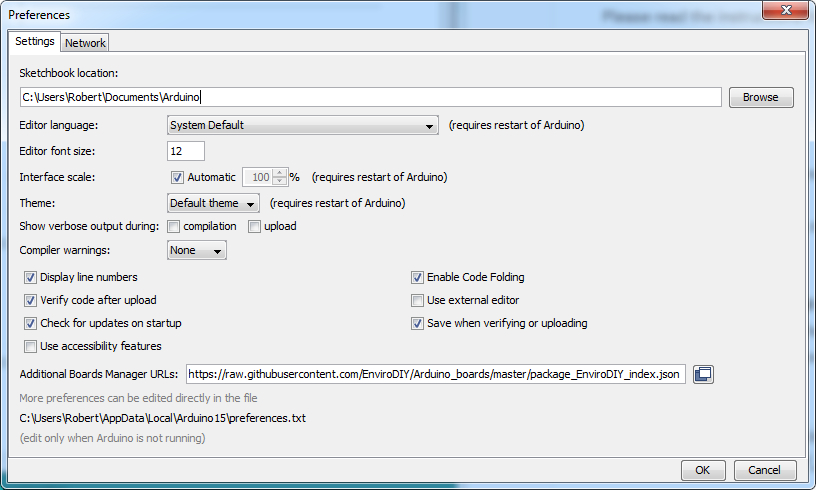 Preferences
Please read the instru
Settings Network
Sketchbook location:
C:\Users\Robert\Documents\Arduino Browse
Editor language: System Default (requires restart of Arduino)
Editor font size: 12
Interface scale: Automatic 100 % (requires restart of Arduino)
Theme: Default theme (requires restart of Arduino)
Show verbose output during: compilation upload
Compiler warnings: None
Display line numbers Enable Code Folding
Verify code after upload Use external editor
Check for updates on startup Save when verifying or uploading
Use accessibility features
Additional Boards Manager URLs: https://raw.githubusercontent.com/EnviroDIY/Arduino_boards/master/package_EnviroDIY_index.json
More preferences can be edited directly in the file
C:\Users\Robert\AppData\Local\Arduino15\preferences.txt
(edit only when Arduino is not running)
OK Cancel